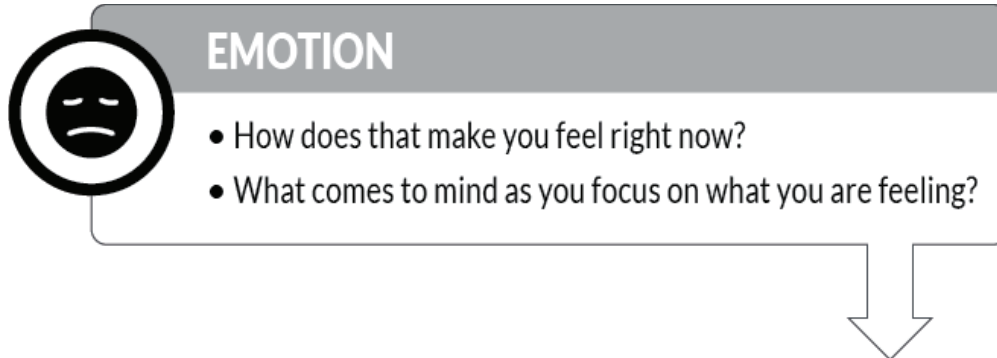 EMOTION
• How does that make you feel right now?
• What comes to mind as you focus on what you are feeling?